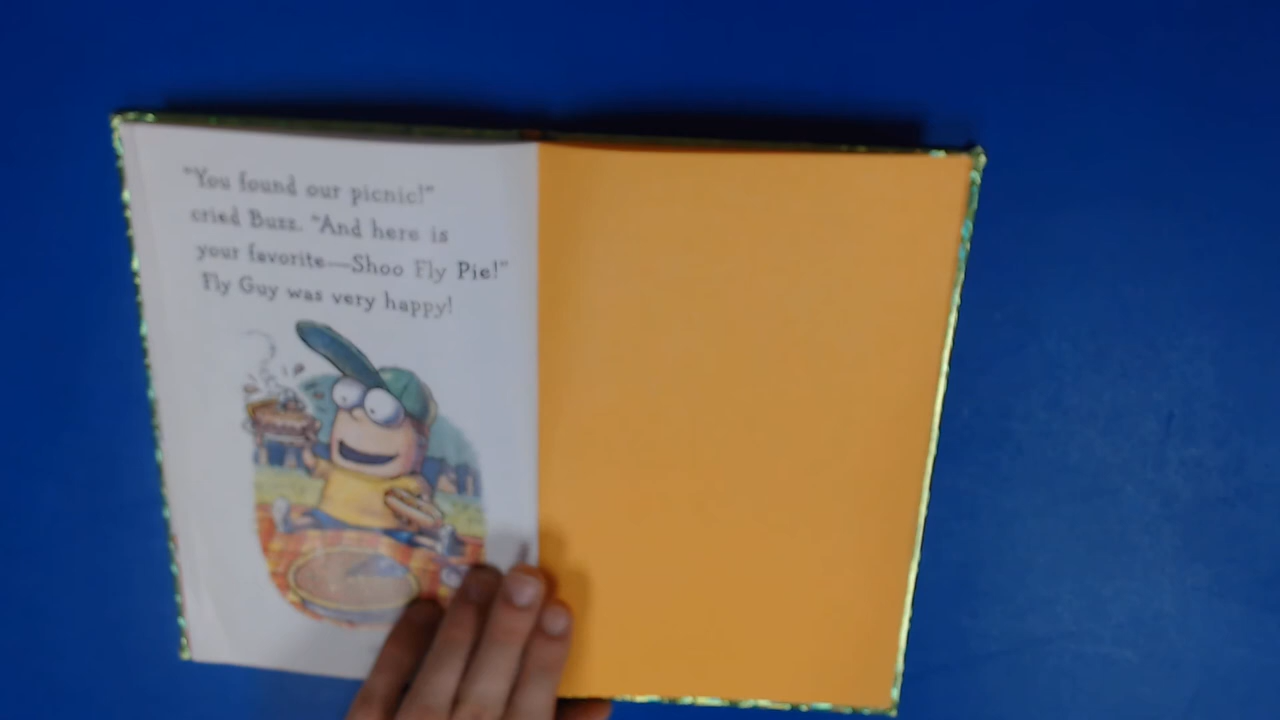 "You found our picnic!"
cried Buzz. "And here is
your favorite—Shoo Fly Pie!"
Fly Guy was very happy!